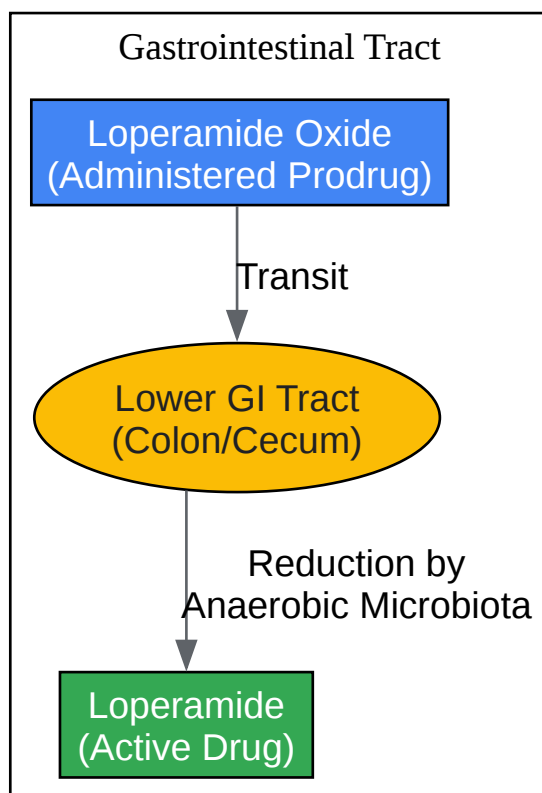 Gastrointestinal Tract
Loperamide Oxide
(Administered Prodrug)
Transit
Lower GI Tract
(Colon/Cecum)
Reduction by
Anaerobic Microbiota
Loperamide
(Active Drug)